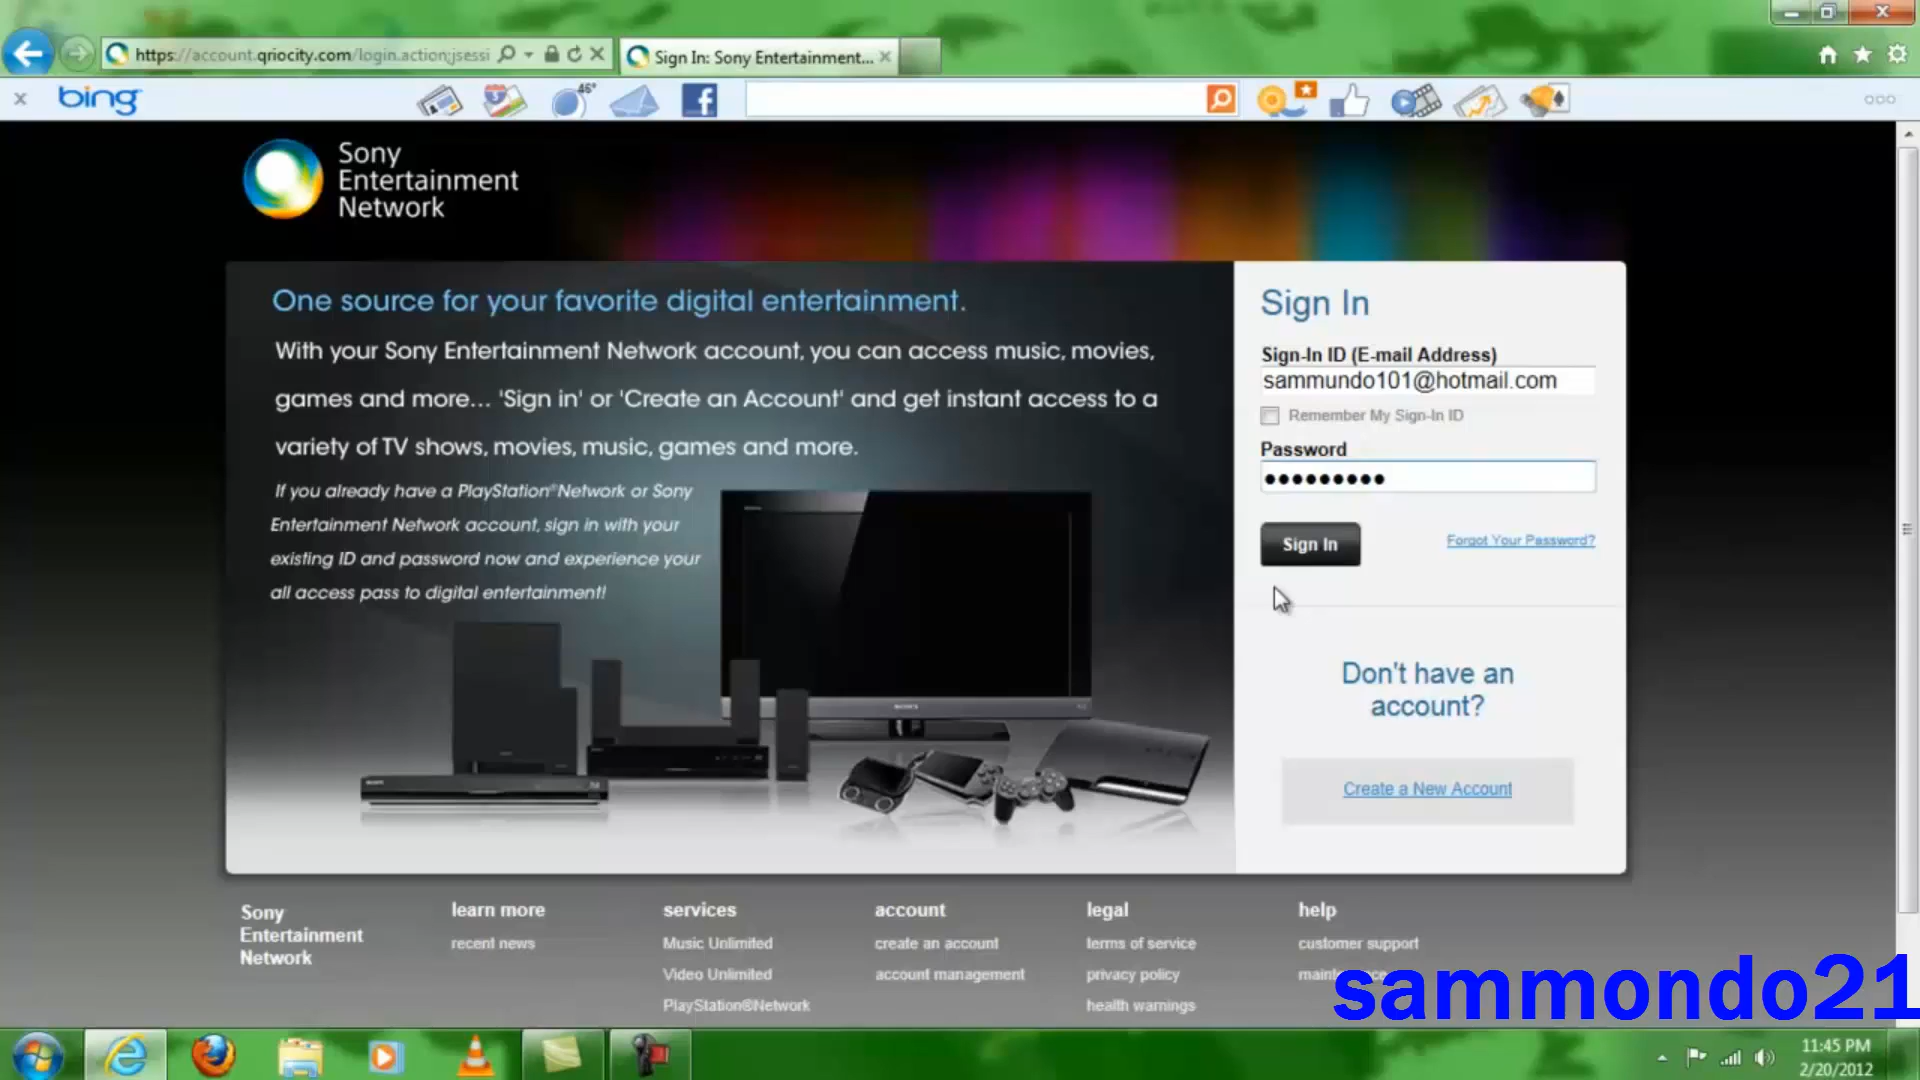 https://account.qriocity.com/login.action;jsessi
Sign In: Sony Entertainment...
bing
46°
Sony
Entertainment
Network
One source for your favorite digital entertainment.
With your Sony Entertainment Network account, you can access music, movies,
games and more... 'Sign in' or 'Create an Account' and get instant access to a
variety of TV shows, movies, music, games and more.
If you already have a PlayStation®Network or Sony
Entertainment Network account, sign in with your
existing ID and password now and experience your
all access pass to digital entertainment!
SONY
Sign In
Sign-In ID (E-mail Address)
sammundo101@hotmail.com
Remember My Sign-In ID
Password
Sign In
Forgot Your Password?
Don't have an
account?
Create a New Account
Sony
Entertainment
Network
learn more
recent news
services
Music Unlimited
Video Unlimited
PlayStation®Network
account
create an account
account management
legal
terms of service
privacy policy
health warnings
help
customer support
sammondo21
11:45 PM
2/20/2012